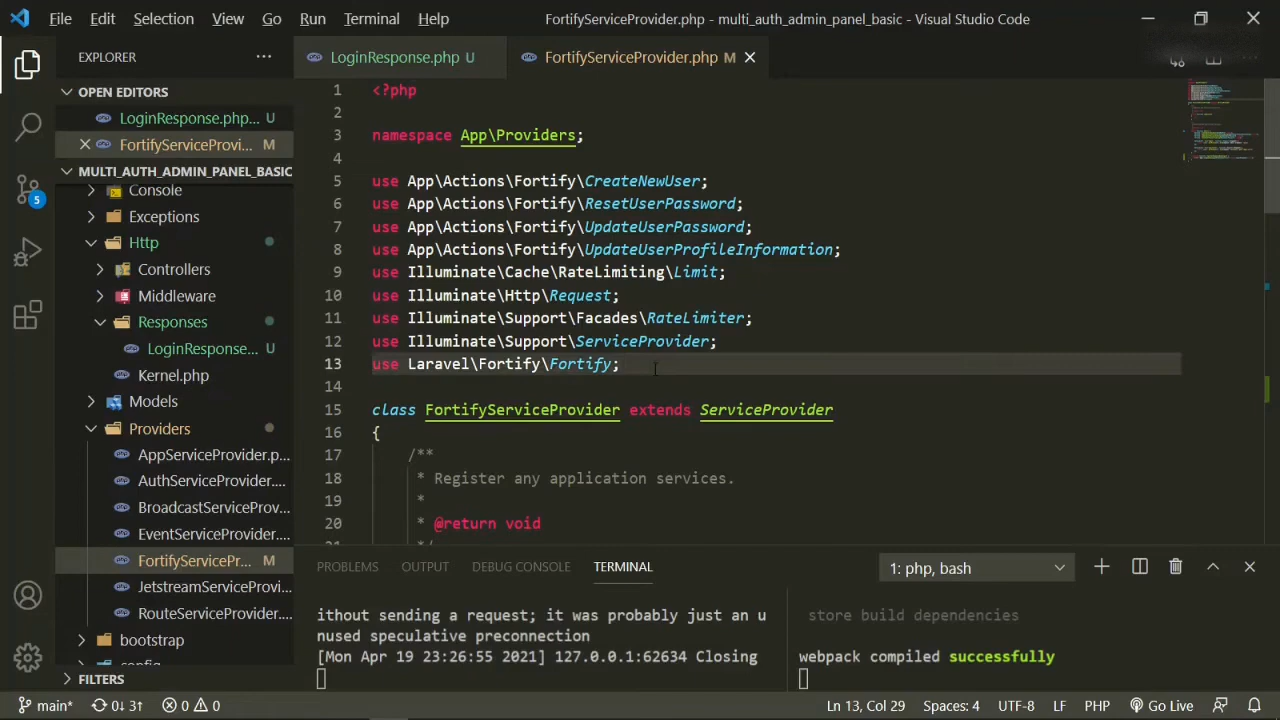 File Edit Selection View Go Run Terminal Help FortifyServiceProvider.php - multi_auth_admin_panel_basic - Visual Studio Code
EXPLORER
LoginResponse.php U
FortifyServiceProvider.php M
OPEN EDITORS
LoginResponse.php... U
FortifyServiceProvi... M
MULTI_AUTH_ADMIN_PANEL_BASIC
Console
Exceptions
Http
Controllers
Middleware
Responses
LoginResponse... U
Kernel.php
Models
Providers
AppServiceProvider.p...
AuthServiceProvider....
BroadcastServiceProv...
EventServiceProvider....
FortifyServicePr... M
JetstreamServiceProvi...
RouteServiceProvider....
bootstrap
config
FILTERS
5
1 <?php
2
3 namespace App\Providers;
4
5 use App\Actions\Fortify\CreateNewUser;
6 use App\Actions\Fortify\ResetUserPassword;
7 use App\Actions\Fortify\UpdateUserPassword;
8 use App\Actions\Fortify\UpdateUserProfileInformation;
9 use Illuminate\Cache\RateLimiting\Limit;
10 use Illuminate\Http\Request;
11 use Illuminate\Support\Facades\RateLimiter;
12 use Illuminate\Support\ServiceProvider;
13 use Laravel\Fortify\Fortify;
14
15 class FortifyServiceProvider extends ServiceProvider
16 {
17 /**
18 * Register any application services.
19 *
20 * @return void
21 */
PROBLEMS OUTPUT DEBUG CONSOLE TERMINAL 1: php, bash
ithout sending a request; it was probably just an u
nused speculative preconnection
[Mon Apr 19 23:26:55 2021] 127.0.0.1:62634 Closing
store build dependencies
webpack compiled successfully
main* 0↓ 3↑ 0 0 Ln 13, Col 29 Spaces: 4 UTF-8 LF PHP Go Live